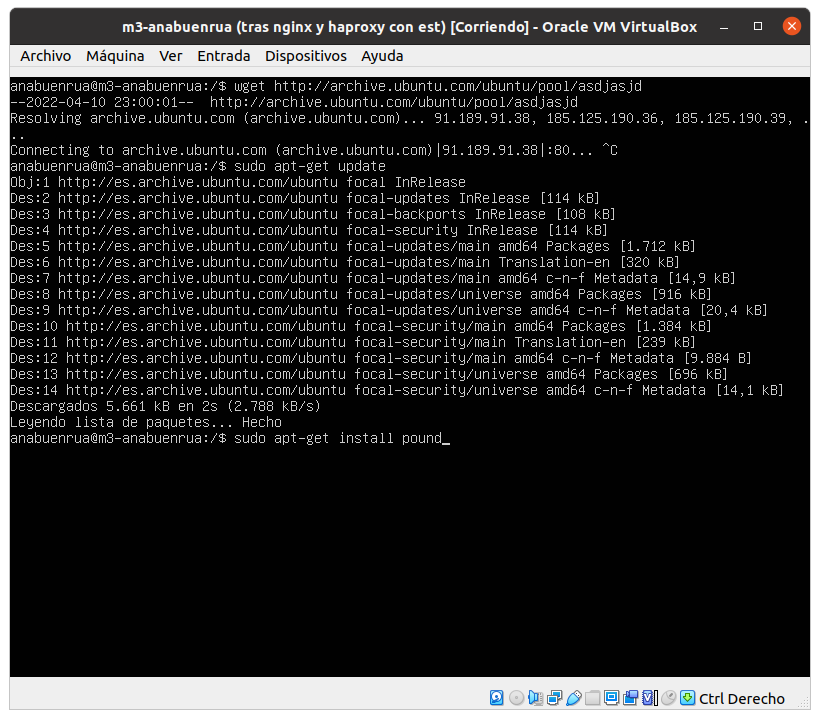 m3-anabuenrua (tras nginx y haproxy con est) [Corriendo] - Oracle VM VirtualBox
Archivo Máquina Ver Entrada Dispositivos Ayuda
anabuenrua@m3-anabuenrua:/$ wget http://archive.ubuntu.com/ubuntu/pool/asdjasjd
--2022-04-10 23:00:01--  http://archive.ubuntu.com/ubuntu/pool/asdjasjd
Resolving archive.ubuntu.com (archive.ubuntu.com)... 91.189.91.38, 185.125.190.36, 185.125.190.39, .
..
Connecting to archive.ubuntu.com (archive.ubuntu.com)|91.189.91.38|:80... ^C
anabuenrua@m3-anabuenrua:/$ sudo apt-get update
Obj:1 http://es.archive.ubuntu.com/ubuntu focal InRelease
Des:2 http://es.archive.ubuntu.com/ubuntu focal-updates InRelease [114 kB]
Des:3 http://es.archive.ubuntu.com/ubuntu focal-backports InRelease [108 kB]
Des:4 http://es.archive.ubuntu.com/ubuntu focal-security InRelease [114 kB]
Des:5 http://es.archive.ubuntu.com/ubuntu focal-updates/main amd64 Packages [1.712 kB]
Des:6 http://es.archive.ubuntu.com/ubuntu focal-updates/main Translation-en [320 kB]
Des:7 http://es.archive.ubuntu.com/ubuntu focal-updates/main amd64 c-n-f Metadata [14,9 kB]
Des:8 http://es.archive.ubuntu.com/ubuntu focal-updates/universe amd64 Packages [916 kB]
Des:9 http://es.archive.ubuntu.com/ubuntu focal-updates/universe amd64 c-n-f Metadata [20,4 kB]
Des:10 http://es.archive.ubuntu.com/ubuntu focal-security/main amd64 Packages [1.384 kB]
Des:11 http://es.archive.ubuntu.com/ubuntu focal-security/main Translation-en [239 kB]
Des:12 http://es.archive.ubuntu.com/ubuntu focal-security/main amd64 c-n-f Metadata [9.884 B]
Des:13 http://es.archive.ubuntu.com/ubuntu focal-security/universe amd64 Packages [696 kB]
Des:14 http://es.archive.ubuntu.com/ubuntu focal-security/universe amd64 c-n-f Metadata [14,1 kB]
Descargados 5.661 kB en 2s (2.788 kB/s)
Leyendo lista de paquetes... Hecho
anabuenrua@m3-anabuenrua:/$ sudo apt-get install pound_
Ctrl Derecho